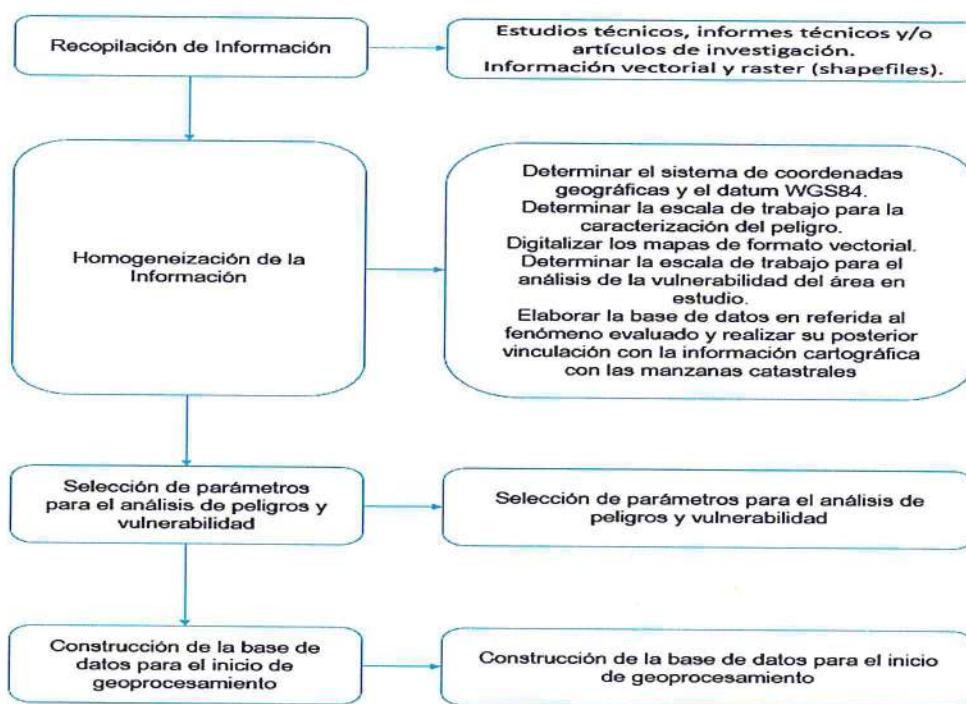 Recopilación de Información
Estudios técnicos, informes técnicos y/o
artículos de investigación.
Información vectorial y raster (shapefiles).
Homogeneización de la
Información
Determinar el sistema de coordenadas
geográficas y el datum WGS84.
Determinar la escala de trabajo para la
caracterización del peligro.
Digitalizar los mapas de formato vectorial.
Determinar la escala de trabajo para el
análisis de la vulnerabilidad del área en
estudio.
Elaborar la base de datos en referida al
fenómeno evaluado y realizar su posterior
vinculación con la información cartográfica
con las manzanas catastrales
Selección de parámetros
para el análisis de peligros y
vulnerabilidad
Selección de parámetros para el análisis de
peligros y vulnerabilidad
Construcción de la base de
datos para el inicio de
geoprocesamiento
Construcción de la base de datos para el inicio
de geoprocesamiento